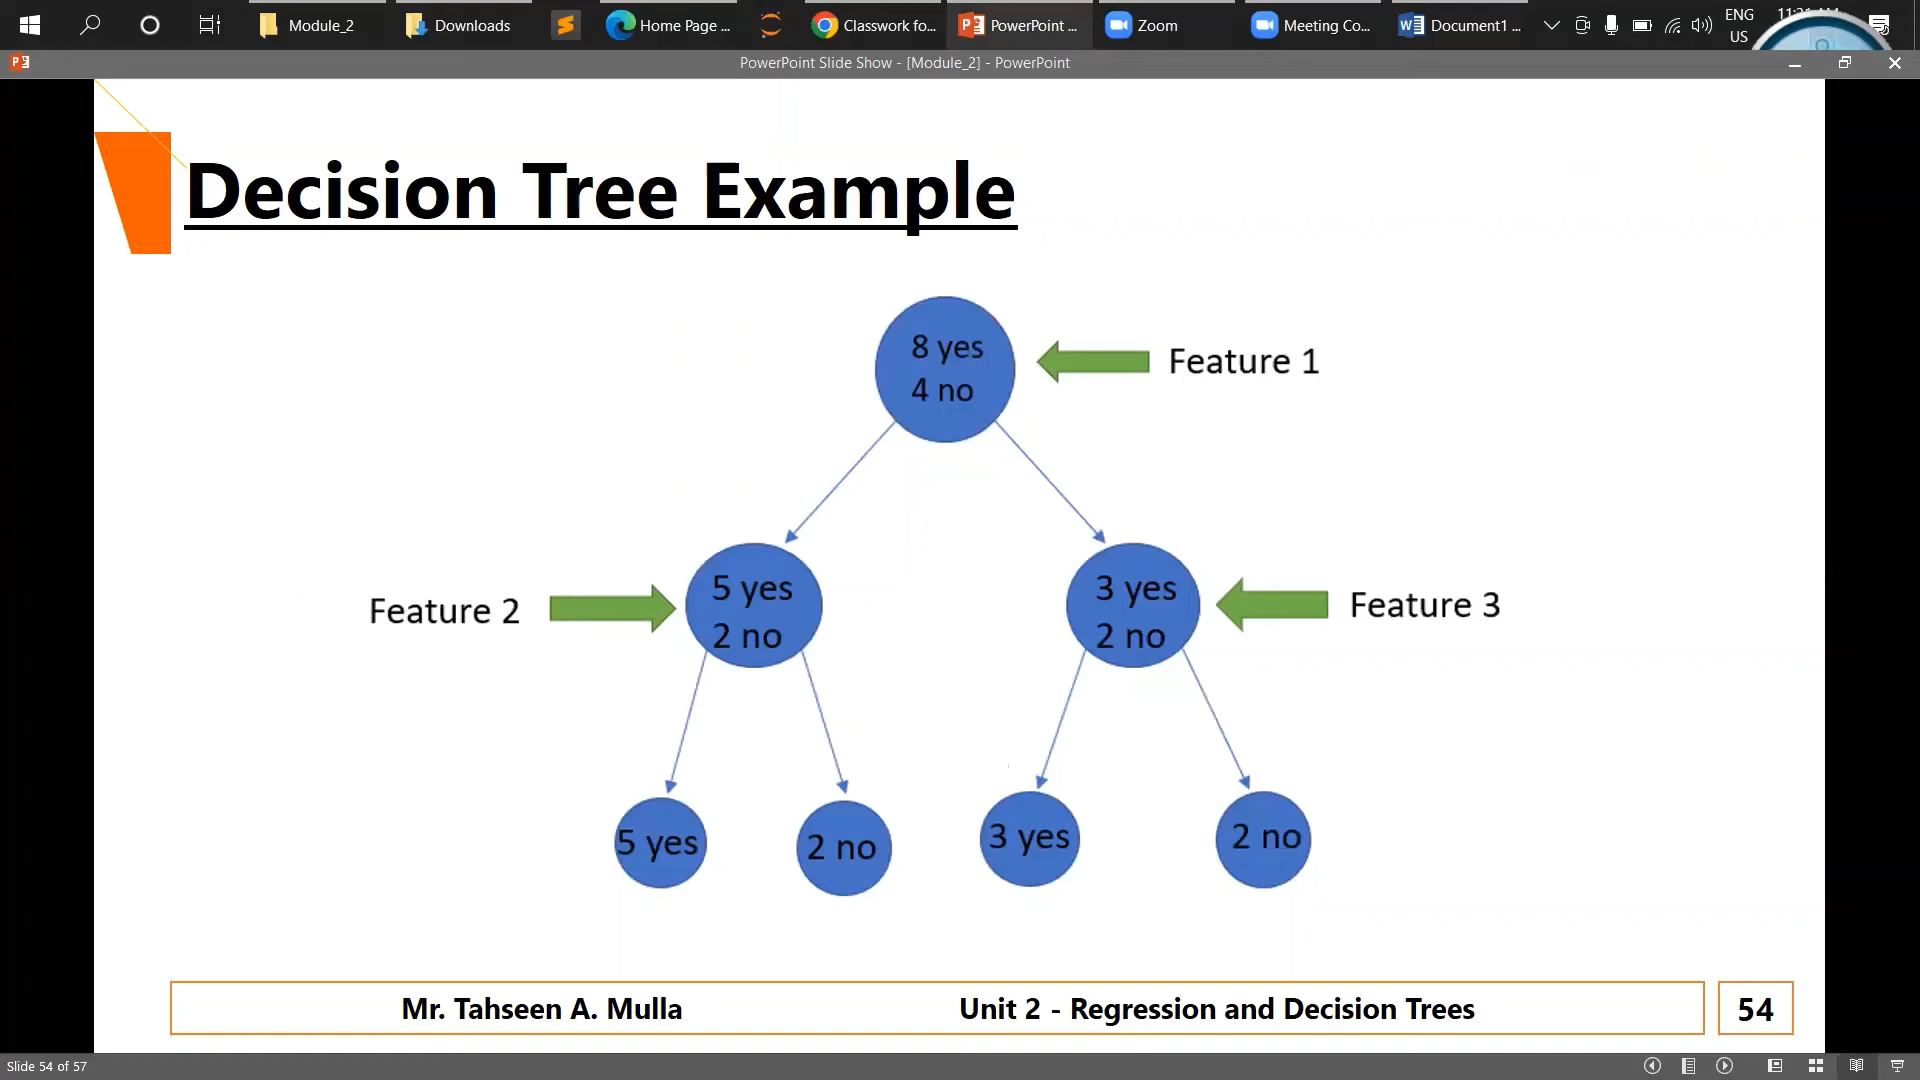 Module_2
Downloads
Home Page ...
Classwork fo...
PowerPoint ...
Zoom
Meeting Co...
Document1 ...
ENG
US
PowerPoint Slide Show - [Module_2] - PowerPoint
Decision Tree Example
8 yes
4 no
Feature 1
Feature 2
5 yes
2 no
3 yes
2 no
Feature 3
5 yes
2 no
3 yes
2 no
Mr. Tahseen A. Mulla
Unit 2 - Regression and Decision Trees
54
Slide 54 of 57